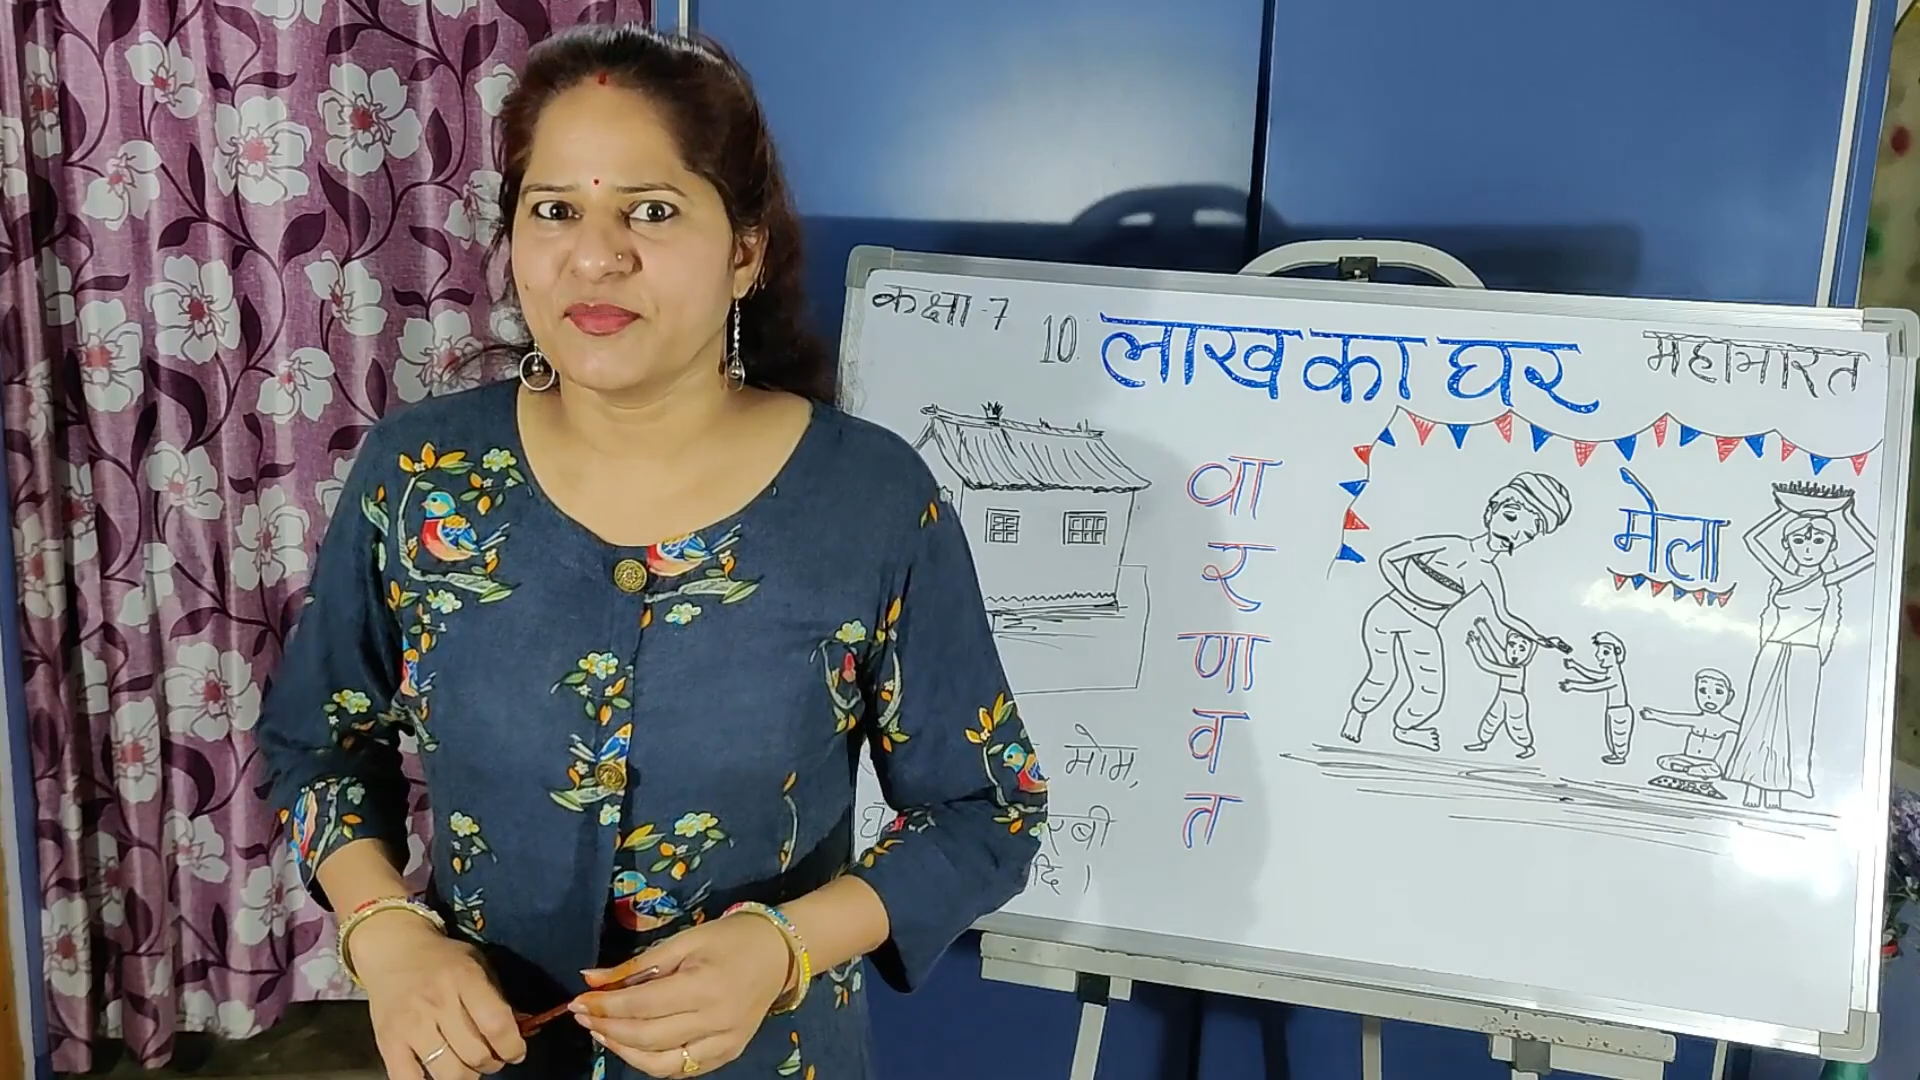 कक्षा-7
10. लाख का घर
महाभारत
मेला
वा
र
णा
व
त
मोम,